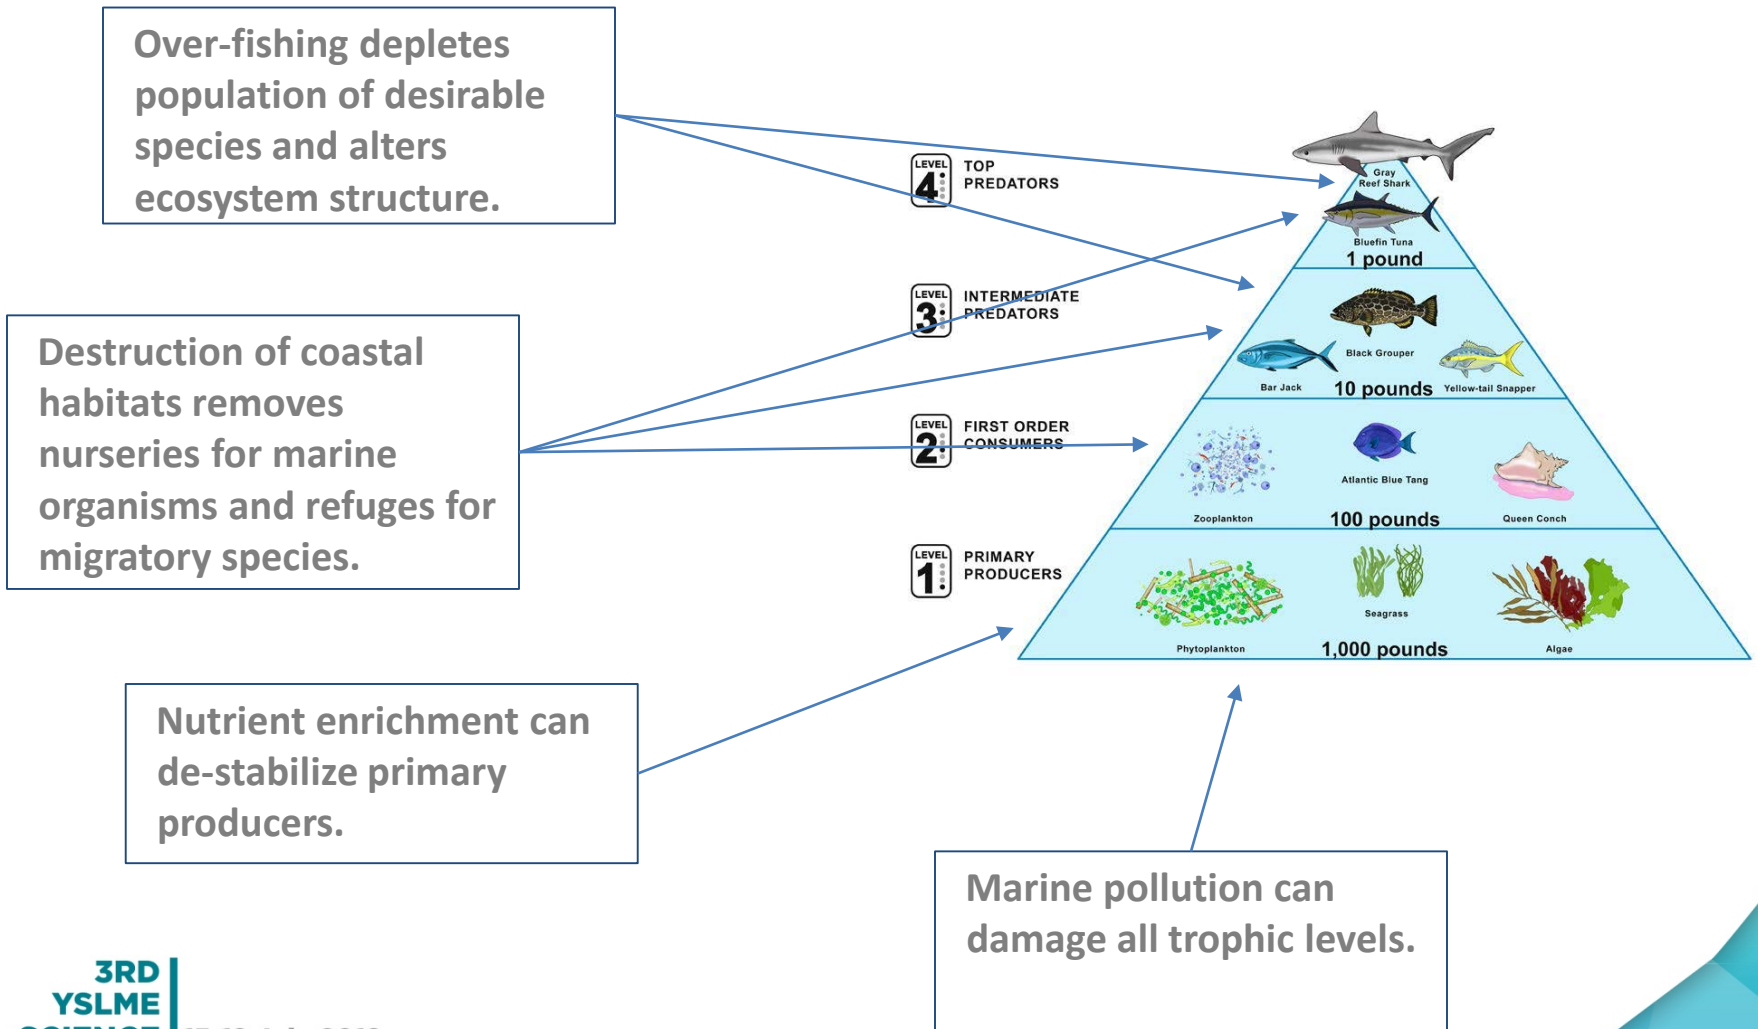 Over-fishing depletes
population of desirable
species and alters
ecosystem structure.
Destruction of coastal
habitats removes
nurseries for marine
organisms and refuges for
migratory species.
Nutrient enrichment can
de-stabilize primary
producers.
Marine pollution can
damage all trophic levels.
LEVEL
4
TOP
PREDATORS
Gray
Reef Shark
Bluefin Tuna
1 pound
LEVEL
3
INTERMEDIATE
PREDATORS
Black Grouper
Bar Jack
10 pounds
Yellow-tail Snapper
LEVEL
2
FIRST ORDER
CONSUMERS
Atlantic Blue Tang
Zooplankton
100 pounds
Queen Conch
LEVEL
1
PRIMARY
PRODUCERS
Seagrass
Phytoplankton
1,000 pounds
Algae
3RD
YSLME
SCIENCE